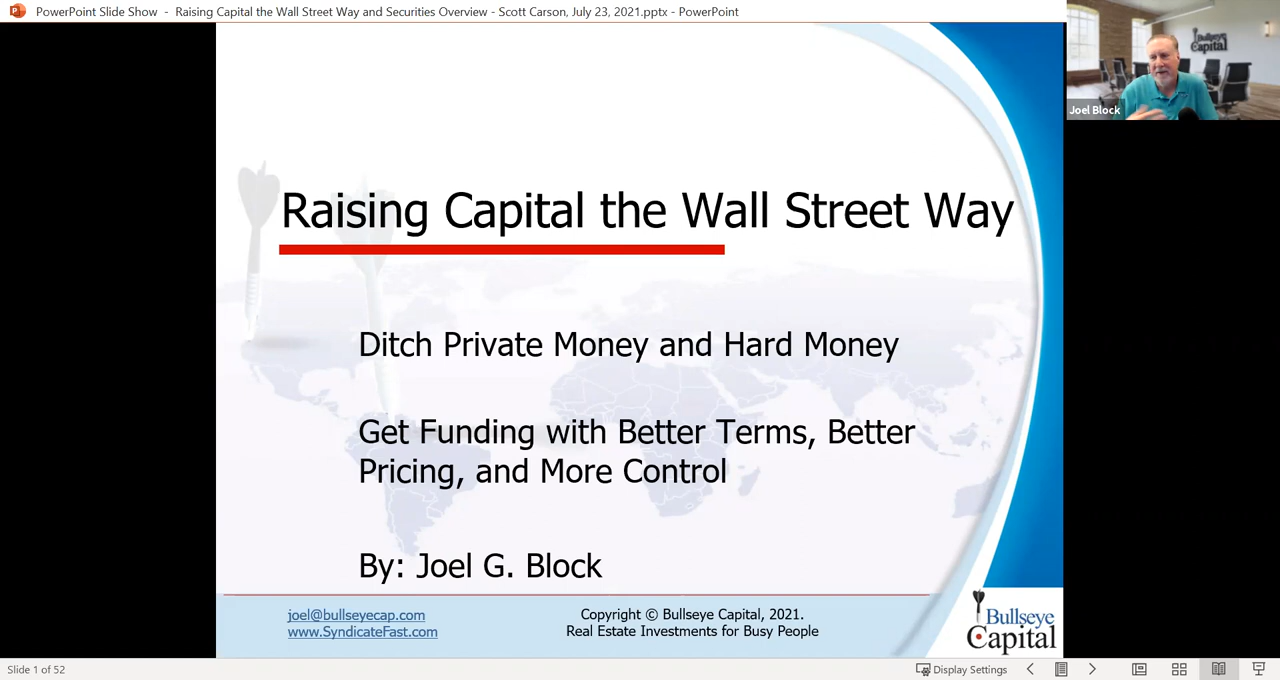 PowerPoint Slide Show - Raising Capital the Wall Street Way and Securities Overview - Scott Carson, July 23, 2021.pptx - PowerPoint
Bullseye
Capital
Joel Block
Raising Capital the Wall Street Way
Ditch Private Money and Hard Money
Get Funding with Better Terms, Better
Pricing, and More Control
By: Joel G. Block
joel@bullseyecap.com
www.SyndicateFast.com
Copyright © Bullseye Capital, 2021.
Real Estate Investments for Busy People
Bullseye
Capital
Slide 1 of 52
Display Settings